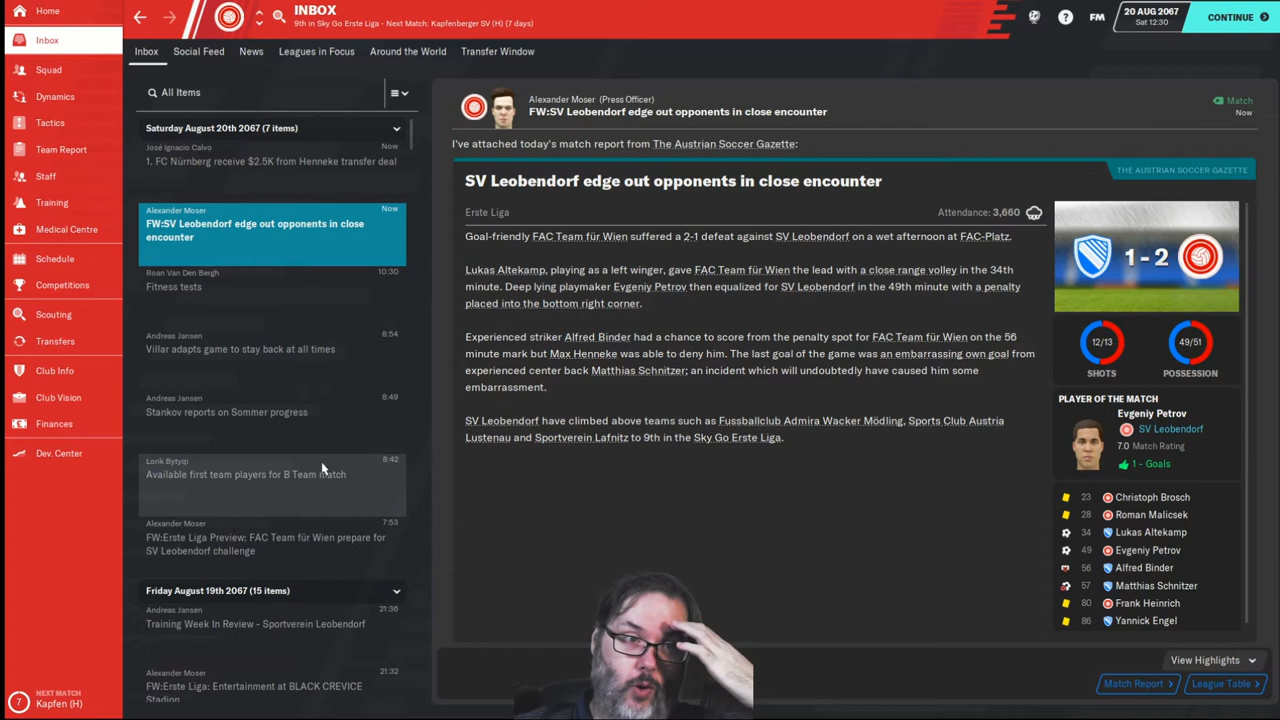 Home
Inbox
Squad
Dynamics
Tactics
Team Report
Staff
Training
Medical Centre
Schedule
Competitions
Scouting
Transfers
Club Info
Club Vision
Finances
Dev. Center
7
NEXT MATCH
Kapfen (H)
INBOX
9th in Sky Go Erste Liga - Next Match: Kapfenberger SV (H) (7 days)
?
FM
20 AUG 2067
Sat 12:30
CONTINUE
Inbox
Social Feed
News
Leagues in Focus
Around the World
Transfer Window
All Items
Saturday August 20th 2067 (7 items)
José Ignacio Calvo
Now
1. FC Nürnberg receive $2.5K from Henneke transfer deal
Alexander Moser
Now
FW:SV Leobendorf edge out opponents in close
encounter
Roan Van Den Bergh
10:30
Fitness tests
Andreas Jansen
8:54
Villar adapts game to stay back at all times
Andreas Jansen
8:49
Stankov reports on Sommer progress
Lorik Bytyqi
8:42
Available first team players for B Team match
Alexander Moser
7:53
FW:Erste Liga Preview: FAC Team für Wien prepare for
SV Leobendorf challenge
Friday August 19th 2067 (15 items)
Andreas Jansen
21:36
Training Week In Review - Sportverein Leobendorf
Alexander Moser
21:32
FW:Erste Liga: Entertainment at BLACK CREVICE
Stadion
Alexander Moser (Press Officer)
FW:SV Leobendorf edge out opponents in close encounter
Match
Now
I've attached today's match report from The Austrian Soccer Gazette:
THE AUSTRIAN SOCCER GAZETTE
SV Leobendorf edge out opponents in close encounter
Erste Liga
Attendance: 3,660
Goal-friendly FAC Team für Wien suffered a 2-1 defeat against SV Leobendorf on a wet afternoon at FAC-Platz.
Lukas Altekamp, playing as a left winger, gave FAC Team für Wien the lead with a close range volley in the 34th
minute. Deep lying playmaker Evgeniy Petrov then equalized for SV Leobendorf in the 49th minute with a penalty
placed into the bottom right corner.
Experienced striker Alfred Binder had a chance to score from the penalty spot for FAC Team für Wien on the 56
minute mark but Max Henneke was able to deny him. The last goal of the game was an embarrassing own goal from
experienced center back Matthias Schnitzer; an incident which will undoubtedly have caused him some
embarrassment.
SV Leobendorf have climbed above teams such as Fussballclub Admira Wacker Mödling, Sports Club Austria
Lustenau and Sportverein Lafnitz to 9th in the Sky Go Erste Liga.
1 - 2
12/13
SHOTS
49/51
POSSESSION
PLAYER OF THE MATCH
Evgeniy Petrov
SV Leobendorf
7.0 Match Rating
1 - Goals
23 Christoph Brosch
28 Roman Malicsek
34 Lukas Altekamp
49 Evgeniy Petrov
56 Alfred Binder
57 Matthias Schnitzer
80 Frank Heinrich
86 Yannick Engel
View Highlights
Match Report
League Table